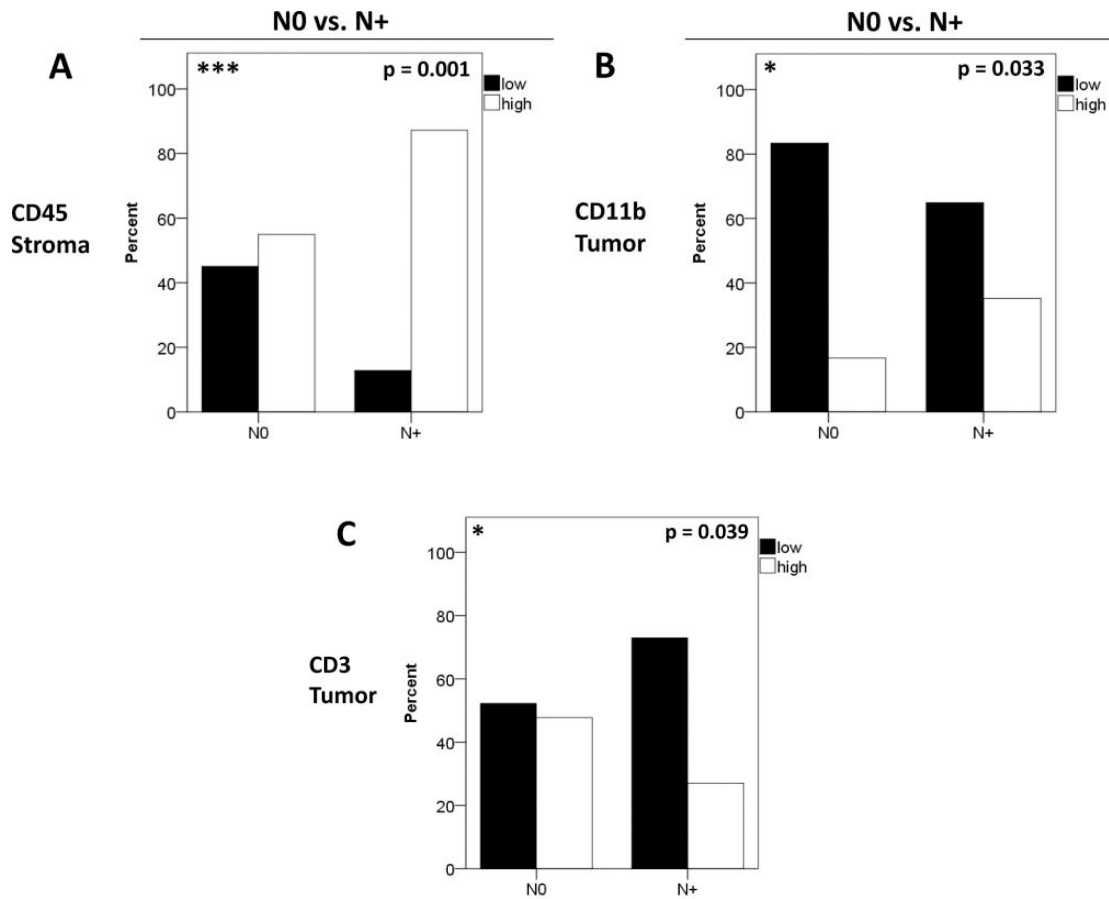 N0 vs. N+
A
***
p = 0.001
low
high
CD45
Stroma
Percent
100
80
60
40
20
0
N0
N+
N0 vs. N+
B
*
p = 0.033
low
high
CD11b
Tumor
Percent
100
80
60
40
20
0
N0
N+
C
*
p = 0.039
low
high
CD3
Tumor
Percent
100
80
60
40
20
0
N0
N+